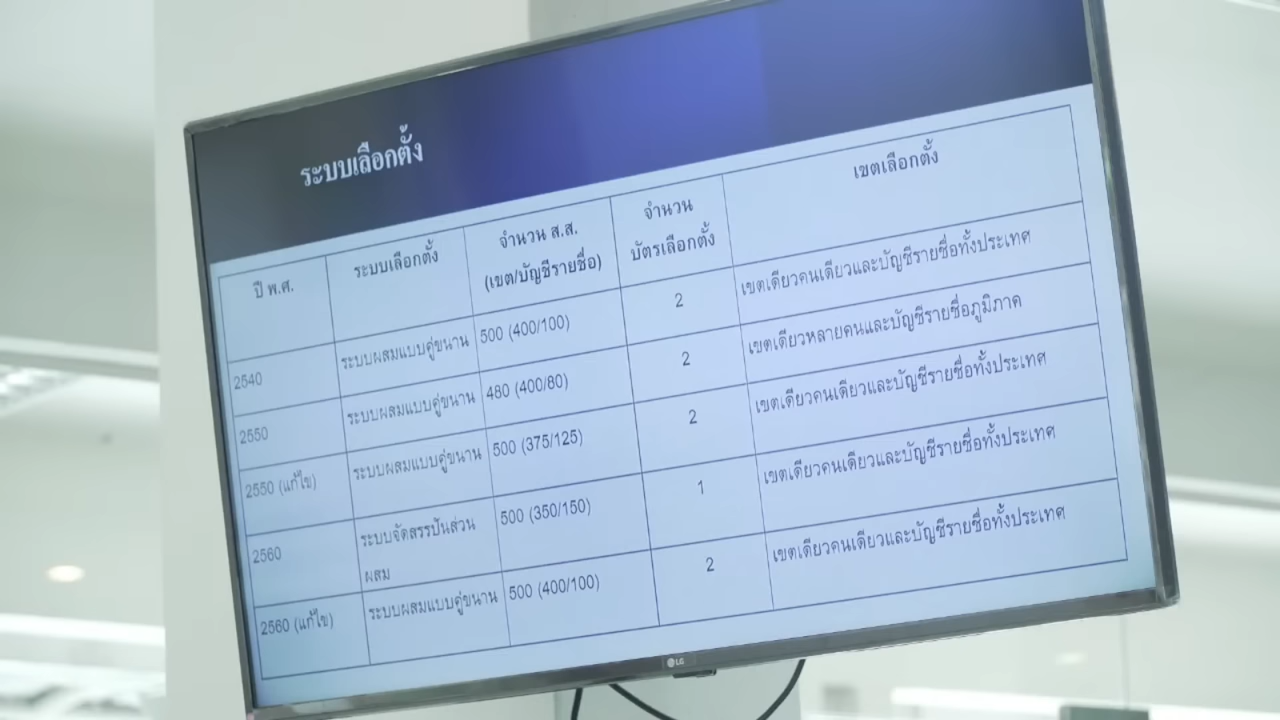 ระบบเลือกตั้ง
ปี พ.ศ. ระบบเลือกตั้ง จำนวน ส.ส. (เขต/บัญชีรายชื่อ) จำนวน บัตรเลือกตั้ง เขตเลือกตั้ง
2540 ระบบผสมแบบคู่ขนาน 500 (400/100) 2 เขตเดียวคนเดียวและบัญชีรายชื่อทั้งประเทศ
2550 ระบบผสมแบบคู่ขนาน 480 (400/80) 2 เขตเดียวหลายคนและบัญชีรายชื่อภูมิภาค
2550 (แก้ไข) ระบบผสมแบบคู่ขนาน 500 (375/125) 2 เขตเดียวคนเดียวและบัญชีรายชื่อทั้งประเทศ
2560 ระบบจัดสรรปันส่วนผสม 500 (350/150) 1 เขตเดียวคนเดียวและบัญชีรายชื่อทั้งประเทศ
2560 (แก้ไข) ระบบผสมแบบคู่ขนาน 500 (400/100) 2 เขตเดียวคนเดียวและบัญชีรายชื่อทั้งประเทศ
LG